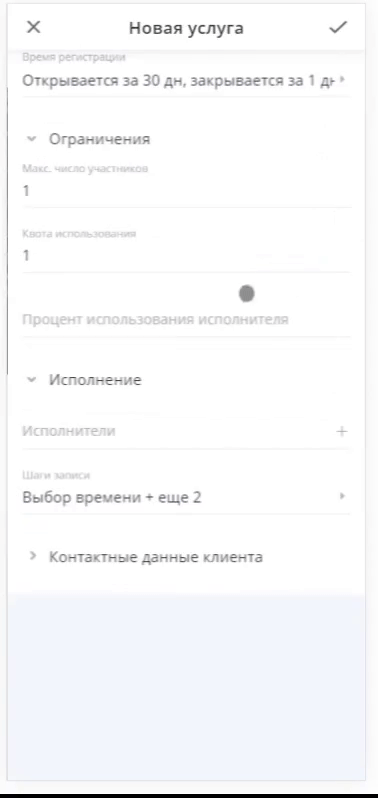 Новая услуга
Время регистрации
Открывается за 30 дн, закрывается за 1 дн
Ограничения
Макс. число участников
1
Квота использования
1
Процент использования исполнителя
Исполнение
Исполнители
Шаги записи
Выбор времени + еще 2
Контактные данные клиента